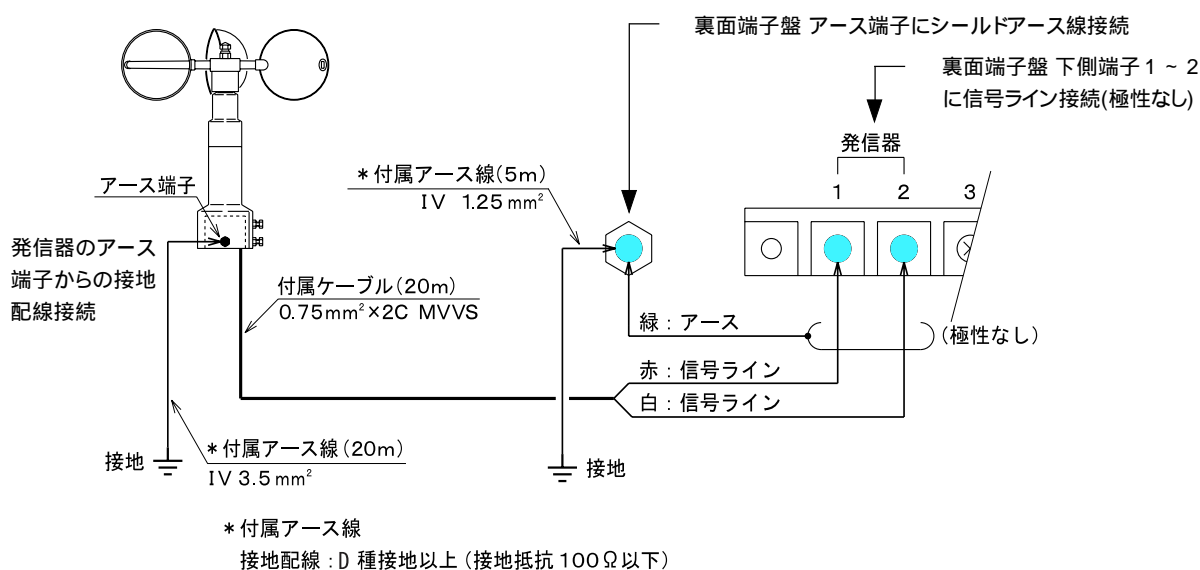 裏面端子盤 アース端子にシールドアース線接続
裏面端子盤 下側端子1~2
に信号ライン接続(極性なし)
発信器
1 2 3
*付属アース線(5m)
IV 1.25mm²
アース端子
発信器のアース
端子からの接地
配線接続
付属ケーブル(20m)
0.75mm²×2C MVVS
緑:アース
(極性なし)
赤:信号ライン
白:信号ライン
*付属アース線(20m)
IV 3.5mm²
接地
接地
*付属アース線
接地配線:D種接地以上(接地抵抗100Ω以下)